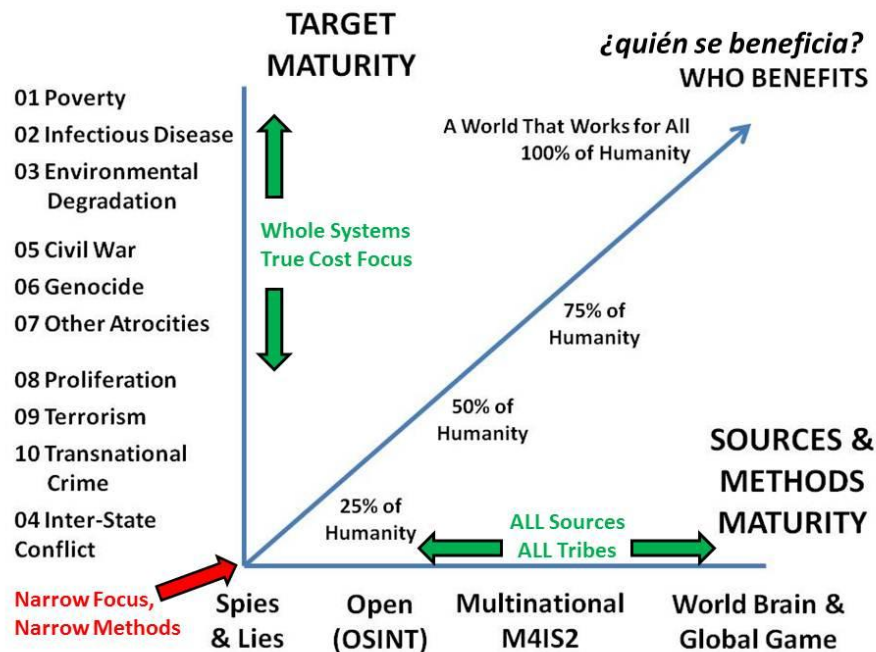 TARGET
MATURITY
¿quién se beneficia?
WHO BENEFITS
01 Poverty
02 Infectious Disease
03 Environmental
Degradation
05 Civil War
06 Genocide
07 Other Atrocities
08 Proliferation
09 Terrorism
10 Transnational
Crime
04 Inter-State
Conflict
A World That Works for All
100% of Humanity
Whole Systems
True Cost Focus
75% of
Humanity
50% of
Humanity
25% of
Humanity
SOURCES &
METHODS
MATURITY
ALL Sources
ALL Tribes
Narrow Focus,
Narrow Methods
Spies
& Lies
Open
(OSINT)
Multinational
M4IS2
World Brain &
Global Game